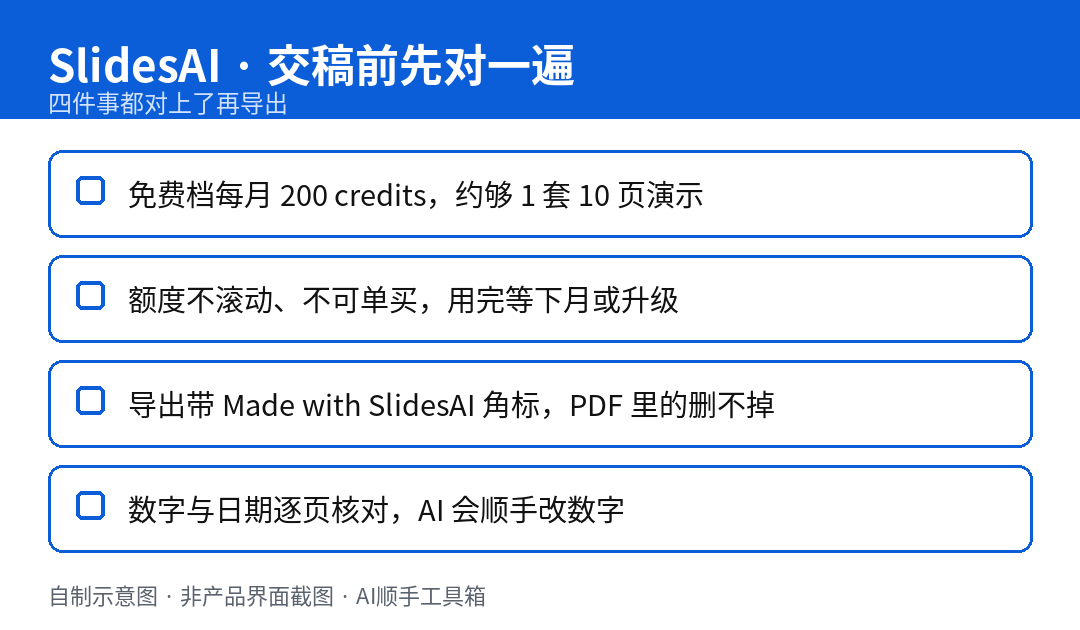 SlidesAI · 交稿前先对一遍
四件事都对上了再导出
免费档每月 200 credits，约够 1 套 10 页演示
额度不滚动、不可单买，用完等下月或升级
导出带 Made with SlidesAI 角标，PDF 里的删不掉
数字与日期逐页核对，AI 会顺手改数字
自制示意图 · 非产品界面截图 · AI顺手工具箱